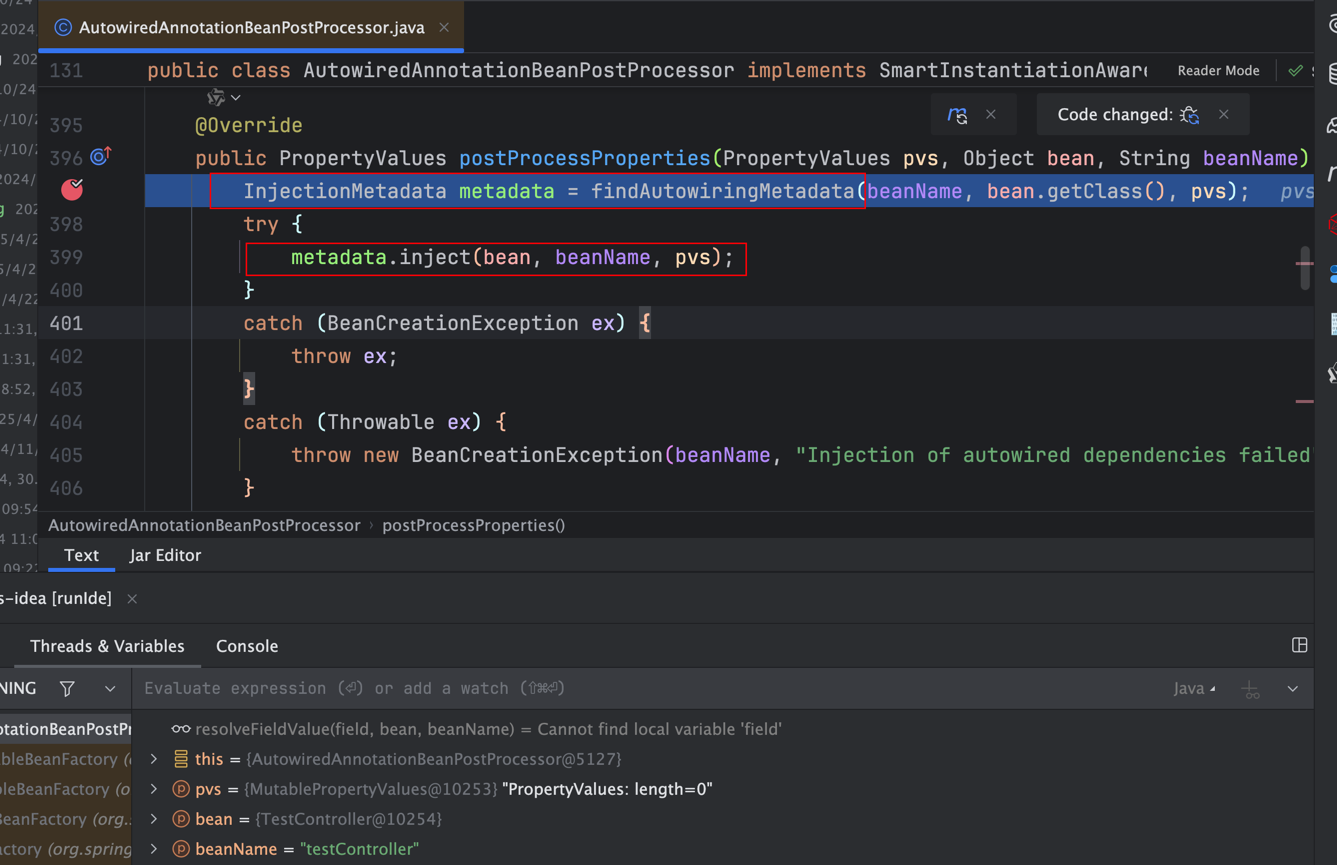 AutowiredAnnotationBeanPostProcessor.java
131 public class AutowiredAnnotationBeanPostProcessor implements SmartInstantiationAware
Reader Mode
Code changed:
395 @Override
396 public PropertyValues postProcessProperties(PropertyValues pvs, Object bean, String beanName)
InjectionMetadata metadata = findAutowiringMetadata(beanName, bean.getClass(), pvs); pvs
398 try {
399 metadata.inject(bean, beanName, pvs);
400 }
401 catch (BeanCreationException ex) {
402 throw ex;
403 }
404 catch (Throwable ex) {
405 throw new BeanCreationException(beanName, "Injection of autowired dependencies failed"
406 }
AutowiredAnnotationBeanPostProcessor › postProcessProperties()
Text Jar Editor
s-idea [runIde]
Threads & Variables Console
NING Evaluate expression (⏎) or add a watch (⇧⌘⏎) Java
otationBeanPostPr resolveFieldValue(field, bean, beanName) = Cannot find local variable 'field'
bleBeanFactory this = {AutowiredAnnotationBeanPostProcessor@5127}
leBeanFactory (o pvs = {MutablePropertyValues@10253} "PropertyValues: length=0"
BeanFactory (org. bean = {TestController@10254}
actory (org.spring beanName = "testController"